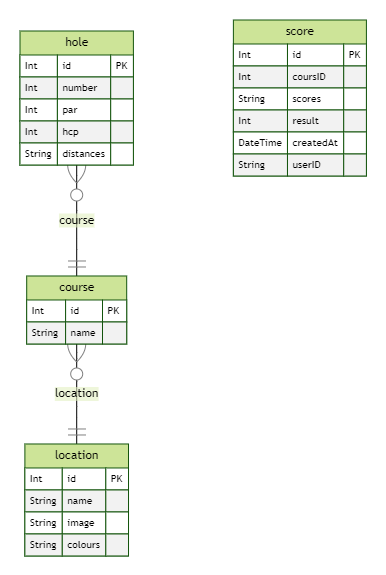 hole
Int id PK
Int number
Int par
Int hcp
String distances
course
course
Int id PK
String name
location
location
Int id PK
String name
String image
String colours
score
Int id PK
Int coursID
String scores
Int result
DateTime createdAt
String userID